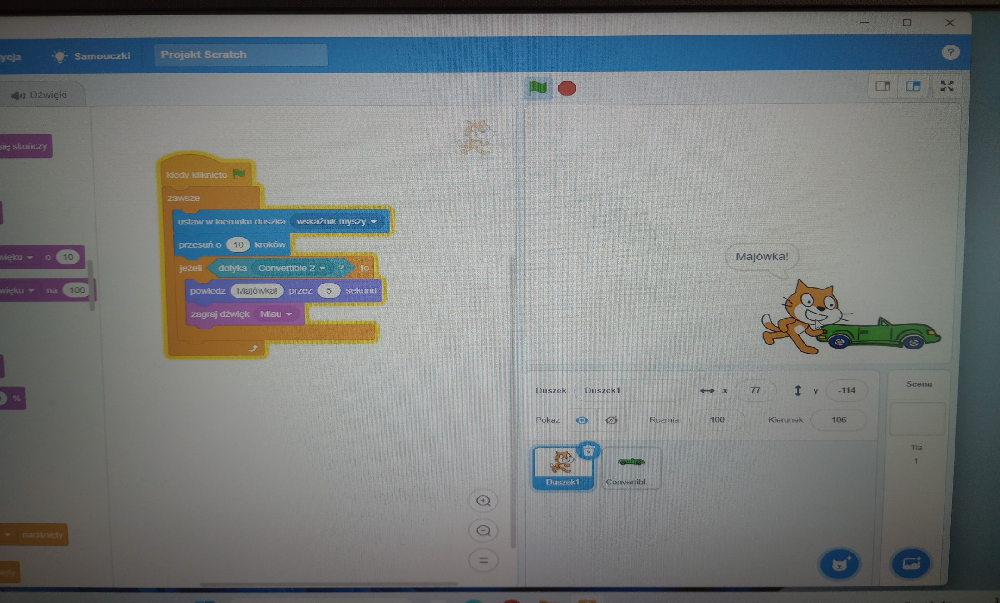 ycja
Samouczki
Projekt Scratch
?
Dźwięki
się skończy
więku o 10
więku na 100
%
naciśnięty
kiedy kliknięto
zawsze
ustaw w kierunku duszka wskaźnik myszy
przesuń o 10 kroków
jeżeli dotyka Convertible 2 ? to
powiedz Majówka! przez 5 sekund
zagraj dźwięk Miau
Majówka!
Duszek Duszek1 x 77 y -114
Pokaż Rozmiar 100 Kierunek 106
Duszek1
Convertibl...
Scena
Tła
1